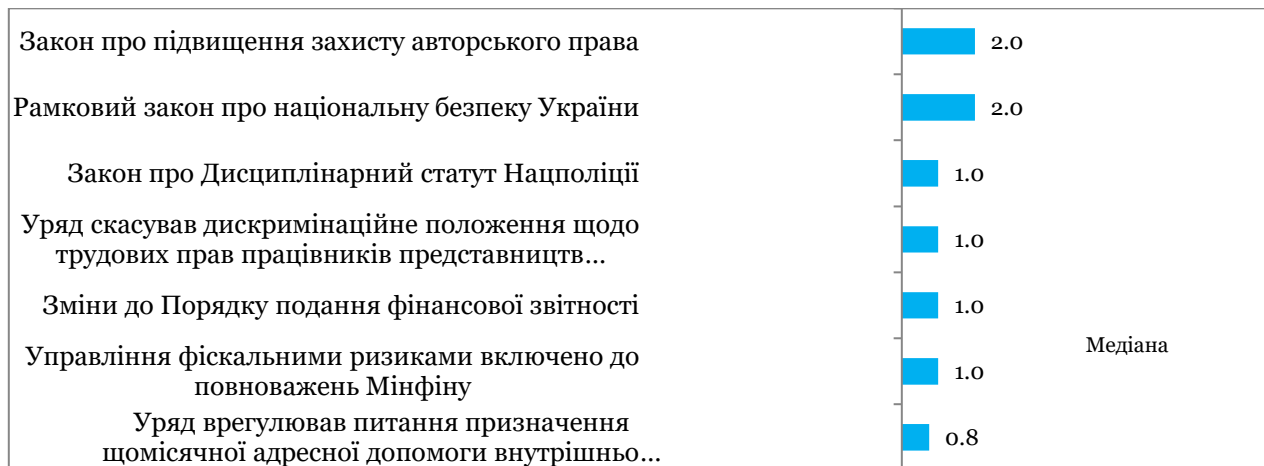 Закон про підвищення захисту авторського права
2.0
Рамковий закон про національну безпеку України
2.0
Закон про Дисциплінарний статут Нацполіції
1.0
Уряд скасував дискримінаційне положення щодо
трудових прав працівників представництв...
1.0
Зміни до Порядку подання фінансової звітності
1.0
Управління фіскальними ризиками включено до
повноважень Мінфіну
1.0
Медіана
Уряд врегулював питання призначення
щомісячної адресної допомоги внутрішньо...
0.8